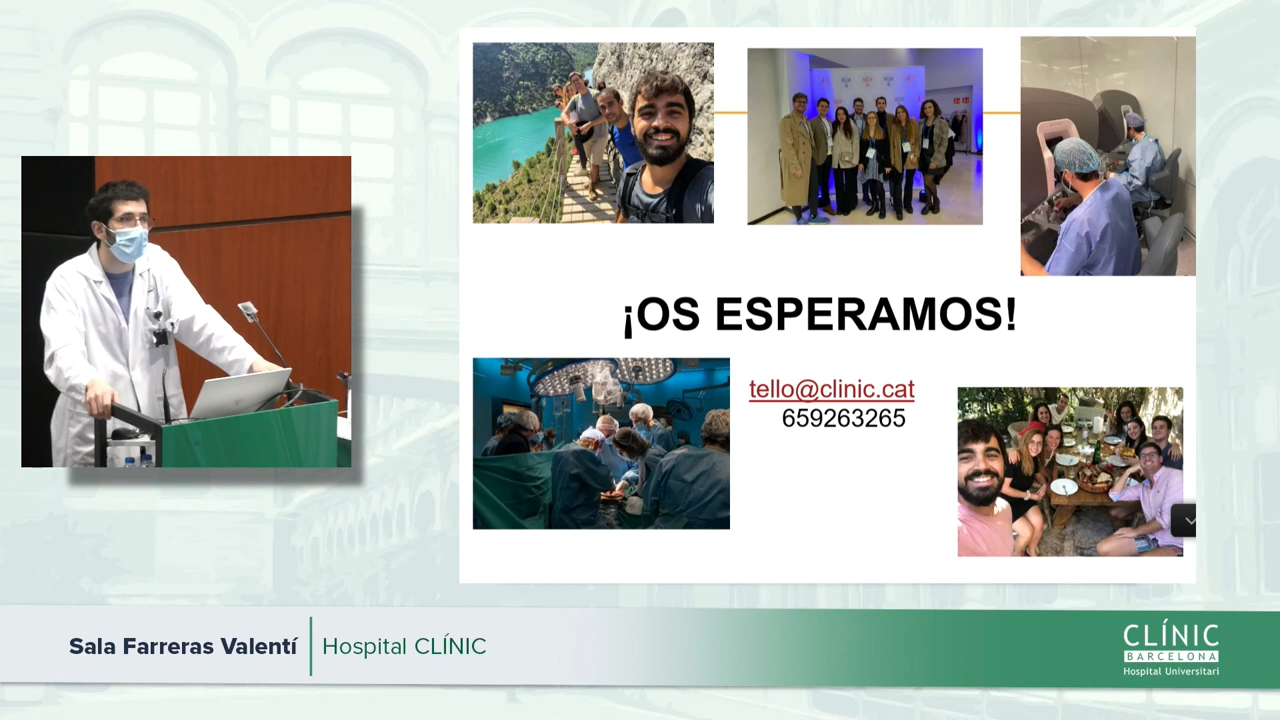 ¡OS ESPERAMOS!
tello@clinic.cat
659263265
Sala Farreras Valentí
Hospital CLÍNIC
CLÍNIC
BARCELONA
Hospital Universitari